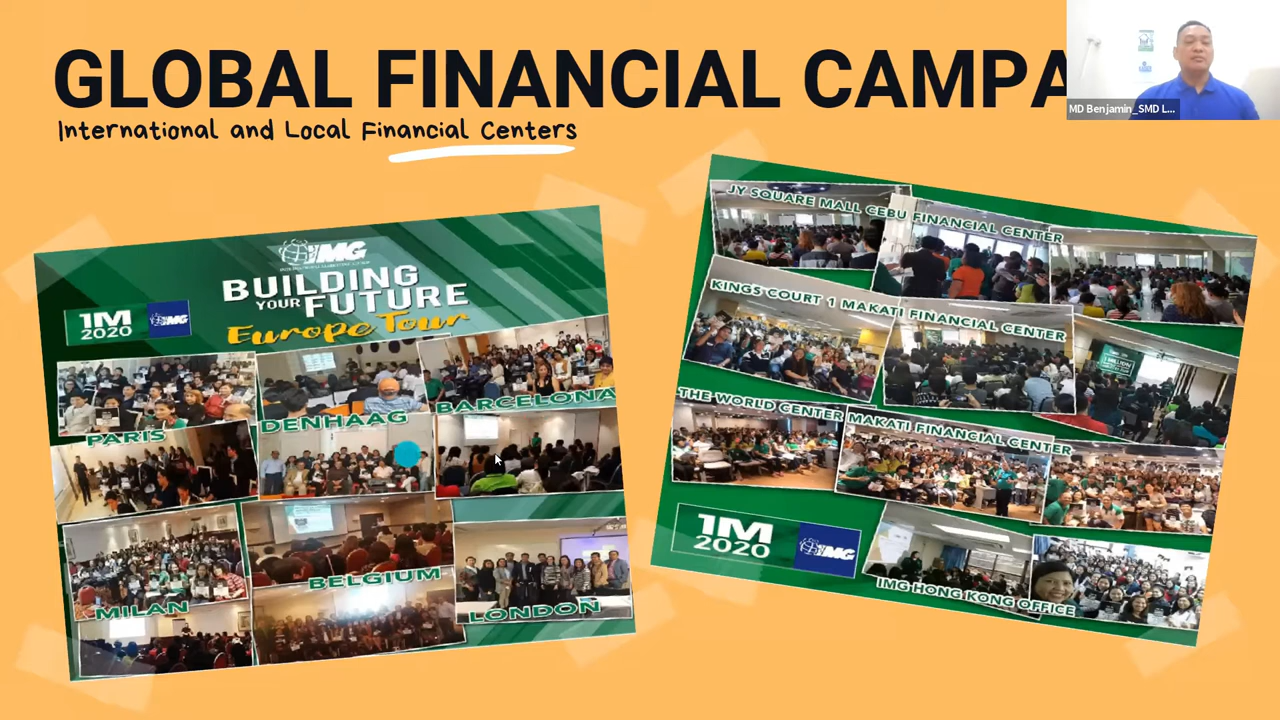 GLOBAL FINANCIAL CAMPA
International and Local Financial Centers
MD Benjamin_SMD L...
IMG
BUILDING
YOUR FUTURE
Europe Tour
1M
2020
IMG
PARIS
DENHAAG
BARCELONA
MILAN
BELGIUM
LONDON
JY SQUARE MALL CEBU FINANCIAL CENTER
KINGS COURT 1 MAKATI FINANCIAL CENTER
THE WORLD CENTER MAKATI FINANCIAL CENTER
1M
2020
IMG
IMG HONG KONG OFFICE